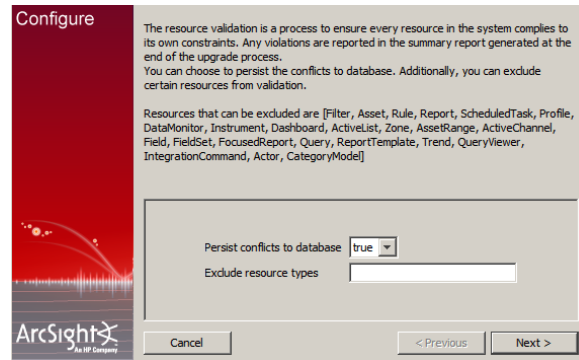 Configure
The resource validation is a process to ensure every resource in the system complies to
its own constraints. Any violations are reported in the summary report generated at the
end of the upgrade process.
You can choose to persist the conflicts to database. Additionally, you can exclude
certain resources from validation.
Resources that can be excluded are [Filter, Asset, Rule, Report, ScheduledTask, Profile,
DataMonitor, Instrument, Dashboard, ActiveList, Zone, AssetRange, ActiveChannel,
Field, FieldSet, FocusedReport, Query, ReportTemplate, Trend, QueryViewer,
IntegrationCommand, Actor, CategoryModel]
Persist conflicts to database true
Exclude resource types
ArcSight
An HP Company
Cancel < Previous Next >